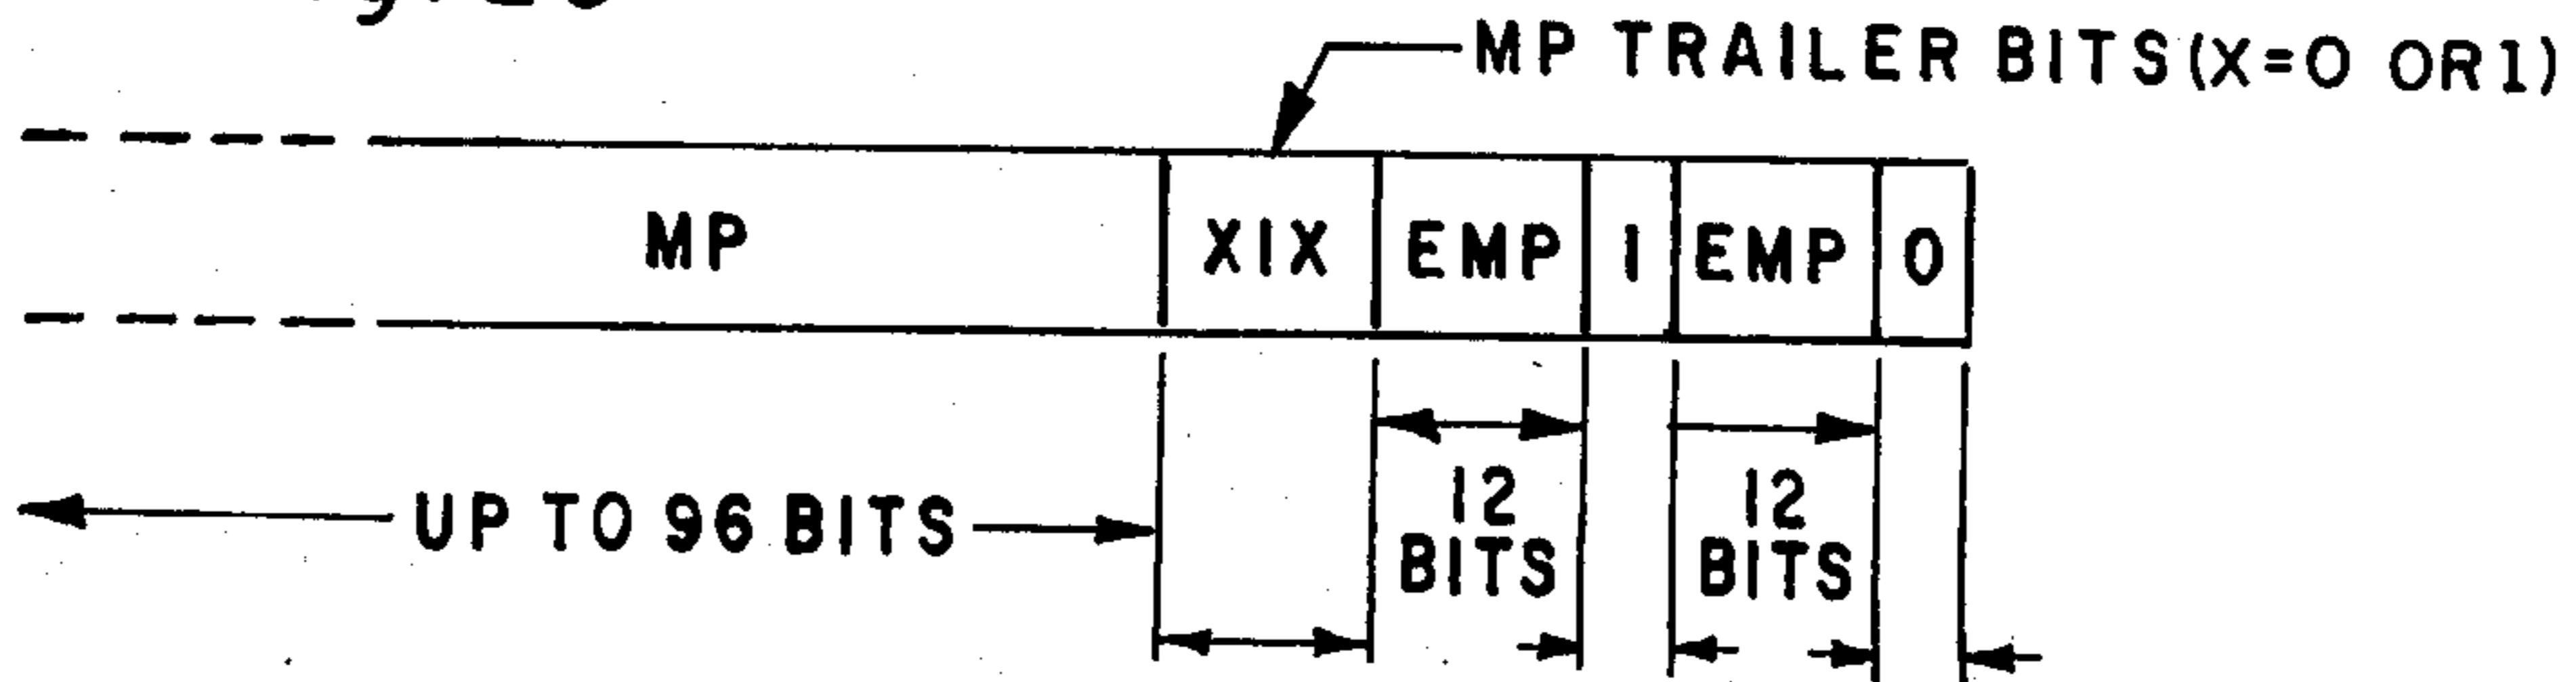 MP TRAILER BITS (X=0 OR 1)
MP X1X EMP 1 EMP 0
UP TO 96 BITS
12 BITS
12 BITS